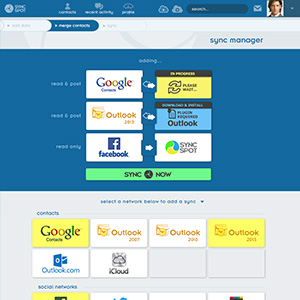 SYNC SPOT
contacts
recent activity
profile
search...
add data
merge contacts
sync
sync manager
adding...
read & post
Google
Contacts
IN PROGRESS
PLEASE WAIT...
read & post
Outlook
2013
DOWNLOAD & INSTALL
PLUGIN REQUIRED
Outlook
read only
facebook
SYNC SPOT
SYNC NOW
select a network below to add a sync
contacts
Google
Contacts
Outlook
2007
Outlook
2010
Outlook
2013
Outlook.com
iCloud
social networks